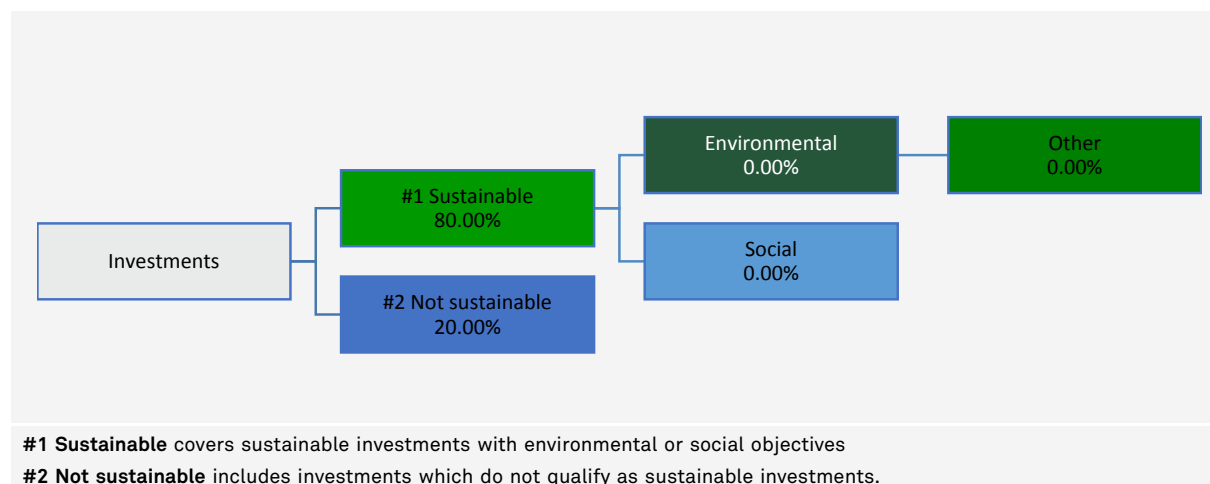 Environmental
0.00%
Other
0.00%
#1 Sustainable
80.00%
Investments
Social
0.00%
#2 Not sustainable
20.00%
#1 Sustainable covers sustainable investments with environmental or social objectives
#2 Not sustainable includes investments which do not qualify as sustainable investments.